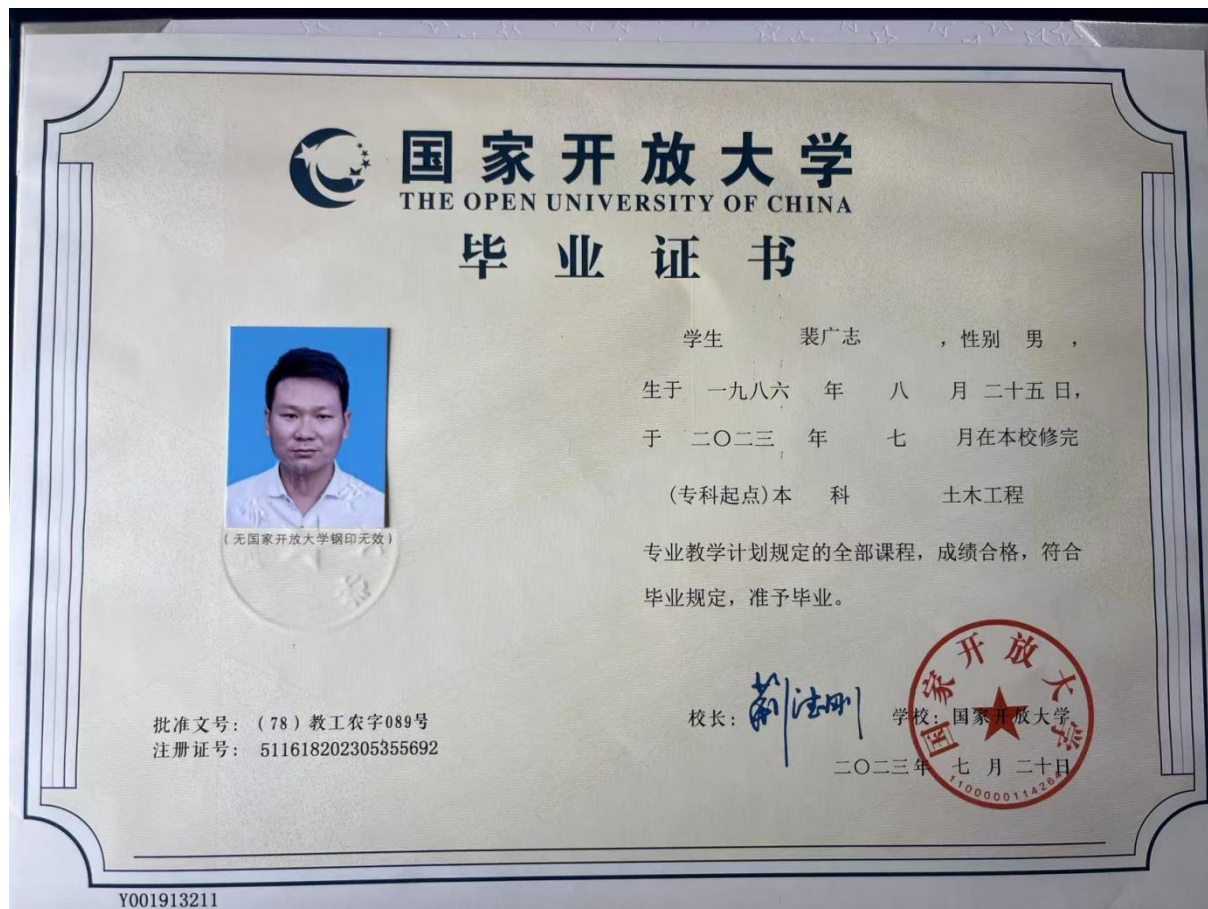 国家开放大学
THE OPEN UNIVERSITY OF CHINA
毕业证书
学生 裴广志 ，性别 男 ，
生于 一九八六 年 八 月 二十五 日，
于 二〇二三 年 七 月在本校修完
(专科起点)本 科 土木工程
专业教学计划规定的全部课程，成绩合格，符合
毕业规定，准予毕业。
(无国家开放大学钢印无效)
批准文号：(78)教工农字089号
注册证号：511618202305355692
校长：荆德刚 学校：国家开放大学
二〇二三年 七 月 二十日
国家开放大学
Y001913211